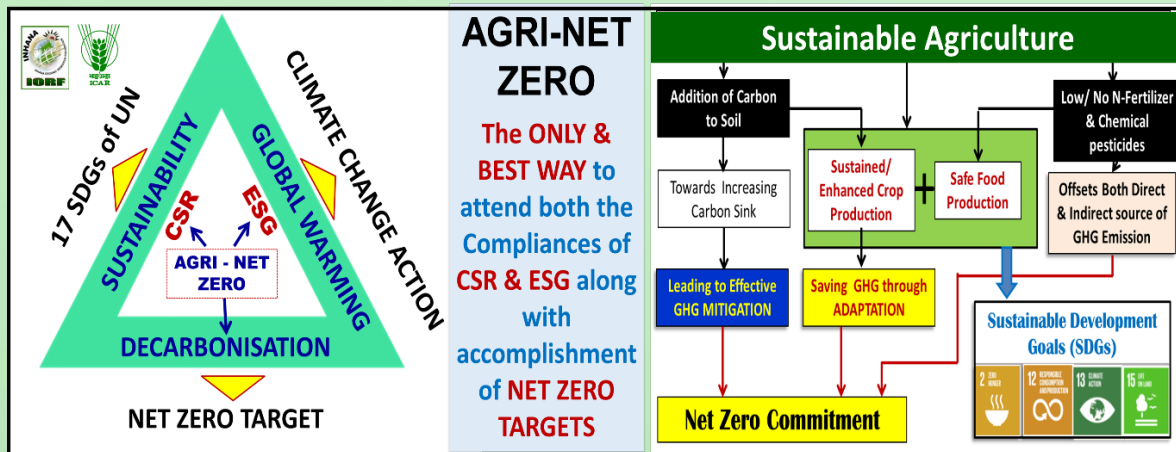 INHANA
IORF
ICAR
17 SDGs of UN
SUSTAINABILITY
GLOBAL WARMING
CLIMATE CHANGE ACTION
CSR
ESG
AGRI - NET
ZERO
DECARBONISATION
NET ZERO TARGET
AGRI-NET
ZERO
The ONLY &
BEST WAY to
attend both the
Compliances of
CSR & ESG along
with
accomplishment
of NET ZERO
TARGETS
Sustainable Agriculture
Addition of Carbon
to Soil
Low/ No N-Fertilizer
& Chemical
pesticides
Towards Increasing
Carbon Sink
Sustained/
Enhanced Crop
Production
+
Safe Food
Production
Offsets Both Direct
& Indirect source of
GHG Emission
Leading to Effective
GHG MITIGATION
Saving GHG through
ADAPTATION
Sustainable Development
Goals (SDGs)
2 ZERO
HUNGER
12 RESPONSIBLE
CONSUMPTION
AND PRODUCTION
13 CLIMATE
ACTION
15 LIFE
ON LAND
Net Zero Commitment